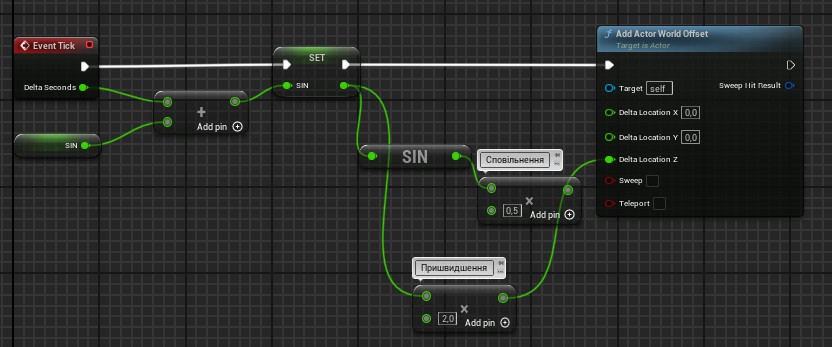 Event Tick
Delta Seconds
SIN
+
Add pin
SET
SIN
SIN
Сповільнення
×
0,5
Add pin
Пришвидшення
×
2,0
Add pin
f Add Actor World Offset
Target is Actor
Target self
Sweep Hit Result
Delta Location X 0,0
Delta Location Y 0,0
Delta Location Z
Sweep
Teleport